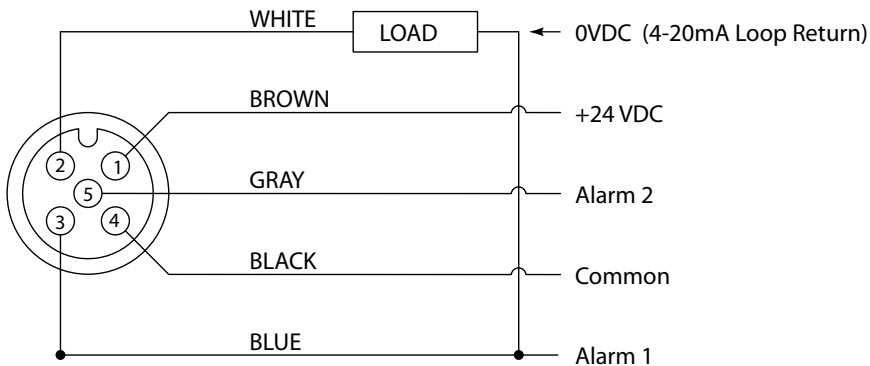 WHITE
LOAD
0VDC (4-20mA Loop Return)
BROWN
+24 VDC
2
1
GRAY
5
Alarm 2
3
4
BLACK
Common
BLUE
Alarm 1